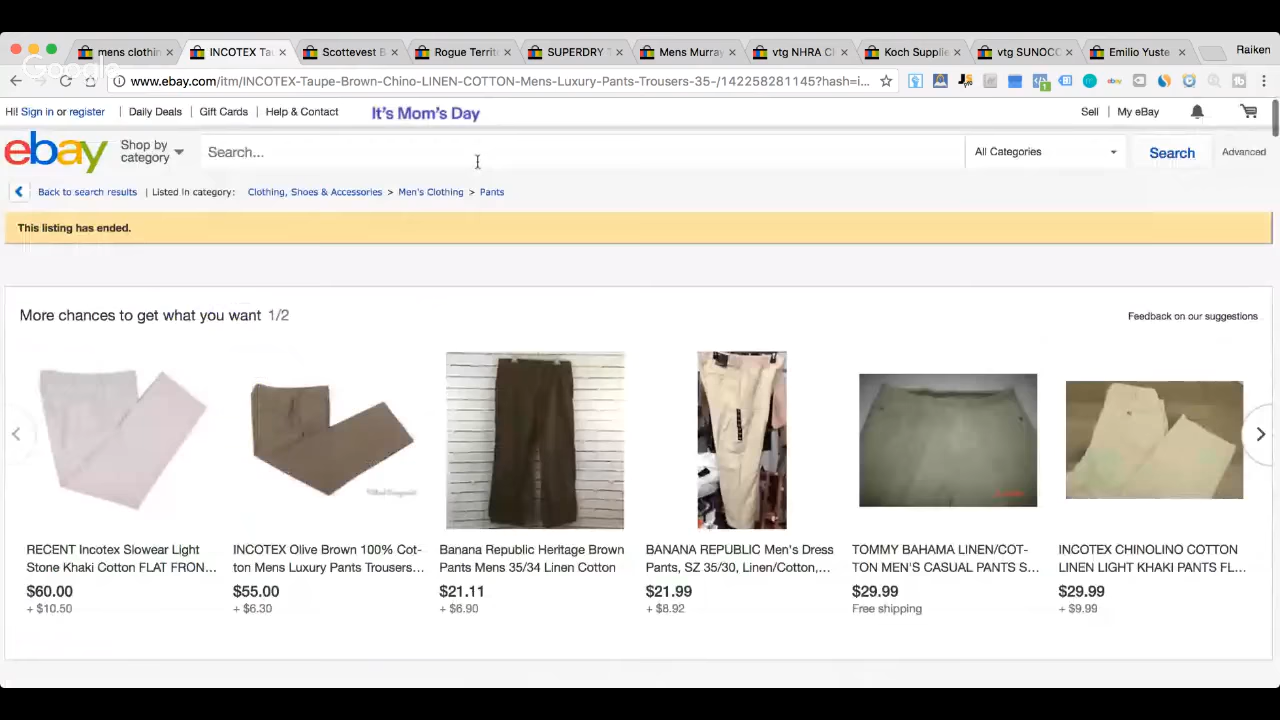 mens clothin
INCOTEX Tau
Scottevest B
Rogue Territo
SUPERDRY T
Mens Murray
vtg NHRA Cl
Koch Supplie
vtg SUNOCO
Emilio Yuste
Raiken
Google
www.ebay.com/itm/INCOTEX-Taupe-Brown-Chino-LINEN-COTTON-Mens-Luxury-Pants-Trousers-35-/142258281145?hash=i...
Hi! Sign in or register
Daily Deals
Gift Cards
Help & Contact
It's Mom's Day
Sell
My eBay
ebay
Shop by
category
Search...
All Categories
Search
Advanced
Back to search results
Listed in category:
Clothing, Shoes & Accessories > Men's Clothing > Pants
This listing has ended.
More chances to get what you want 1/2
Feedback on our suggestions
RECENT Incotex Slowear Light
Stone Khaki Cotton FLAT FRON...
$60.00
+ $10.50
INCOTEX Olive Brown 100% Cot-
ton Mens Luxury Pants Trousers...
$55.00
+ $6.30
Banana Republic Heritage Brown
Pants Mens 35/34 Linen Cotton
$21.11
+ $6.90
BANANA REPUBLIC Men's Dress
Pants, SZ 35/30, Linen/Cotton,...
$21.99
+ $8.92
TOMMY BAHAMA LINEN/COT-
TON MEN'S CASUAL PANTS S...
$29.99
Free shipping
INCOTEX CHINOLINO COTTON
LINEN LIGHT KHAKI PANTS FL...
$29.99
+ $9.99